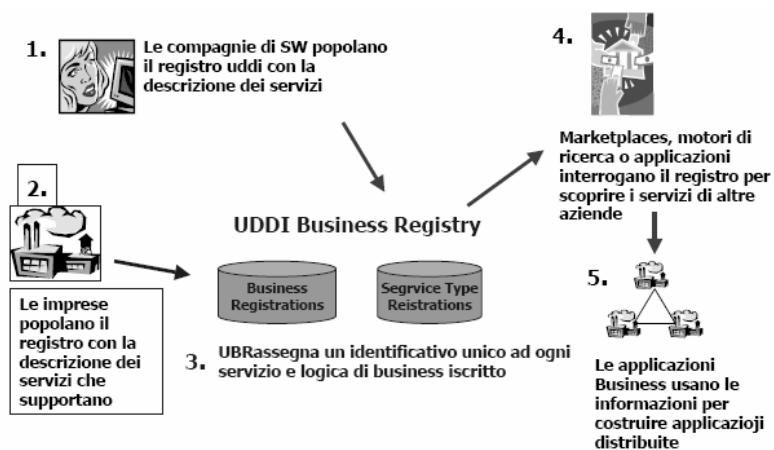 1.
Le compagnie di SW popolano
il registro uddi con la
descrizione dei servizi
2.
Le imprese
popolano il
registro con la
descrizione dei
servizi che
supportano
UDDI Business Registry
Business
Registrations
Segrvice Type
Reistrations
3. UBRassegna un identificativo unico ad ogni
servizio e logica di business iscritto
4.
Marketplaces, motori di
ricerca o applicazioni
interrogano il registro per
scoprire i servizi di altre
aziende
5.
Le applicazioni
Business usano le
informazioni per
costruire applicazioji
distribuite